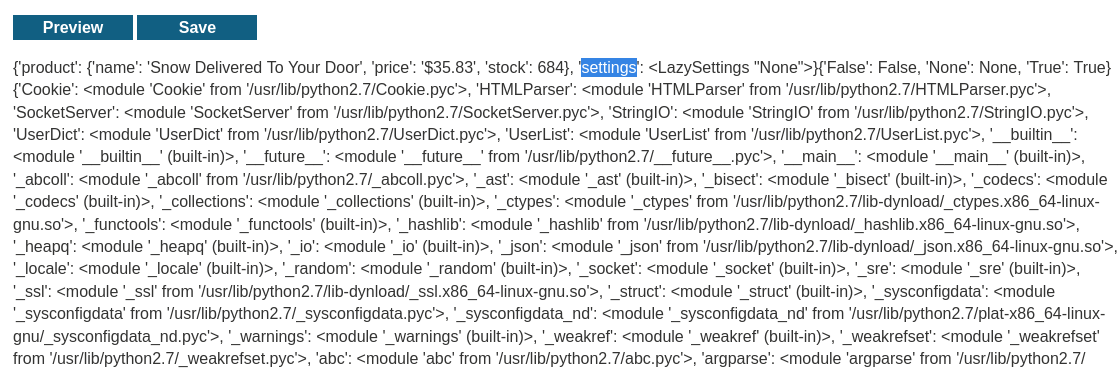 Preview Save
{'product': {'name': 'Snow Delivered To Your Door', 'price': '$35.83', 'stock': 684}, 'settings': <LazySettings "None">}{'False': False, 'None': None, 'True': True}
{'Cookie': <module 'Cookie' from '/usr/lib/python2.7/Cookie.pyc'>, 'HTMLParser': <module 'HTMLParser' from '/usr/lib/python2.7/HTMLParser.pyc'>,
'SocketServer': <module 'SocketServer' from '/usr/lib/python2.7/SocketServer.pyc'>, 'StringIO': <module 'StringIO' from '/usr/lib/python2.7/StringIO.pyc'>,
'UserDict': <module 'UserDict' from '/usr/lib/python2.7/UserDict.pyc'>, 'UserList': <module 'UserList' from '/usr/lib/python2.7/UserList.pyc'>, '__builtin__':
<module '__builtin__' (built-in)>, '__future__': <module '__future__' from '/usr/lib/python2.7/__future__.pyc'>, '__main__': <module '__main__' (built-in)>,
'_abcoll': <module '_abcoll' from '/usr/lib/python2.7/_abcoll.pyc'>, '_ast': <module '_ast' (built-in)>, '_bisect': <module '_bisect' (built-in)>, '_codecs': <module
'_codecs' (built-in)>, '_collections': <module '_collections' (built-in)>, '_ctypes': <module '_ctypes' from '/usr/lib/python2.7/lib-dynload/_ctypes.x86_64-linux-
gnu.so'>, '_functools': <module '_functools' (built-in)>, '_hashlib': <module '_hashlib' from '/usr/lib/python2.7/lib-dynload/_hashlib.x86_64-linux-gnu.so'>,
'_heapq': <module '_heapq' (built-in)>, '_io': <module '_io' (built-in)>, '_json': <module '_json' from '/usr/lib/python2.7/lib-dynload/_json.x86_64-linux-gnu.so'>,
'_locale': <module '_locale' (built-in)>, '_random': <module '_random' (built-in)>, '_socket': <module '_socket' (built-in)>, '_sre': <module '_sre' (built-in)>,
'_ssl': <module '_ssl' from '/usr/lib/python2.7/lib-dynload/_ssl.x86_64-linux-gnu.so'>, '_struct': <module '_struct' (built-in)>, '_sysconfigdata': <module
'_sysconfigdata' from '/usr/lib/python2.7/_sysconfigdata.pyc'>, '_sysconfigdata_nd': <module '_sysconfigdata_nd' from '/usr/lib/python2.7/plat-x86_64-linux-
gnu/_sysconfigdata_nd.pyc'>, '_warnings': <module '_warnings' (built-in)>, '_weakref': <module '_weakref' (built-in)>, '_weakrefset': <module '_weakrefset'
from '/usr/lib/python2.7/_weakrefset.pyc'>, 'abc': <module 'abc' from '/usr/lib/python2.7/abc.pyc'>, 'argparse': <module 'argparse' from '/usr/lib/python2.7/